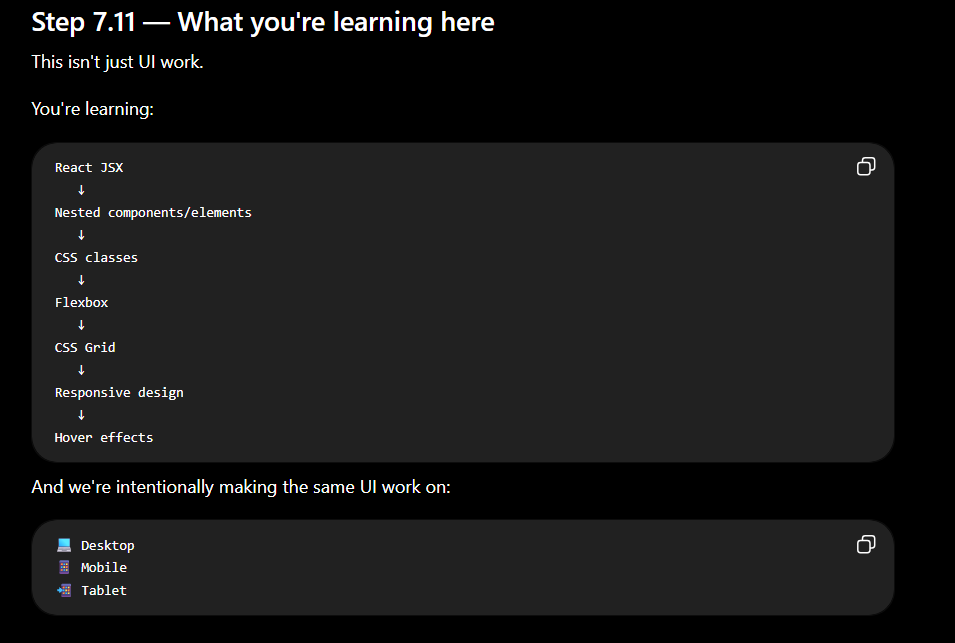 Step 7.11 — What you're learning here
This isn't just UI work.
You're learning:
React JSX
↓
Nested components/elements
↓
CSS classes
↓
Flexbox
↓
CSS Grid
↓
Responsive design
↓
Hover effects
And we're intentionally making the same UI work on:
💻 Desktop
📱 Mobile
📲 Tablet